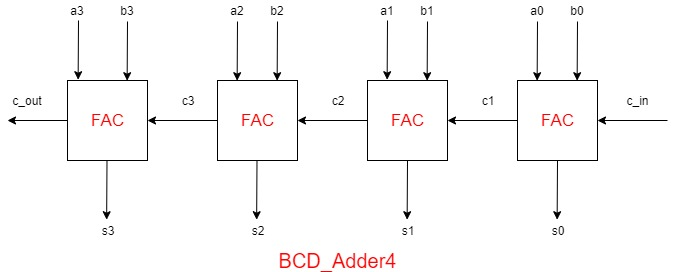 a3 b3 a2 b2 a1 b1 a0 b0
c_out c3 c2 c1 c_in
FAC FAC FAC FAC
s3 s2 s1 s0
BCD_Adder4